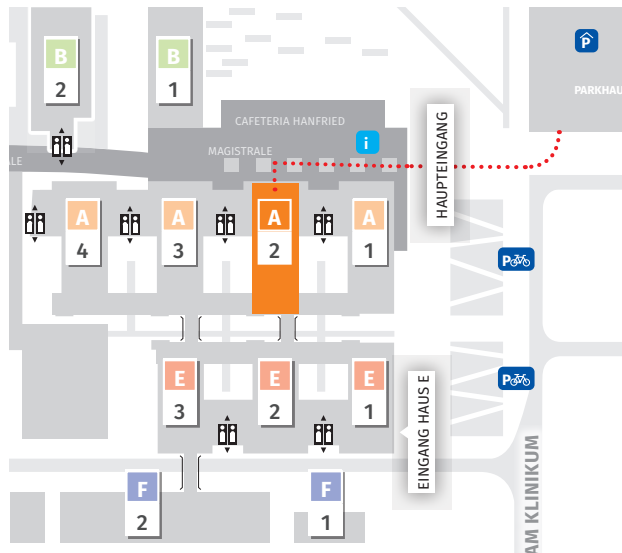 B
2
B
1
P
PARKHAU
CAFETERIA HANFRIED
i
MAGISTRALE
ALE
HAUPTEINGANG
A
4
A
3
A
2
A
1
P
E
3
E
2
E
1
P
EINGANG HAUS E
F
2
F
1
AM KLINIKUM